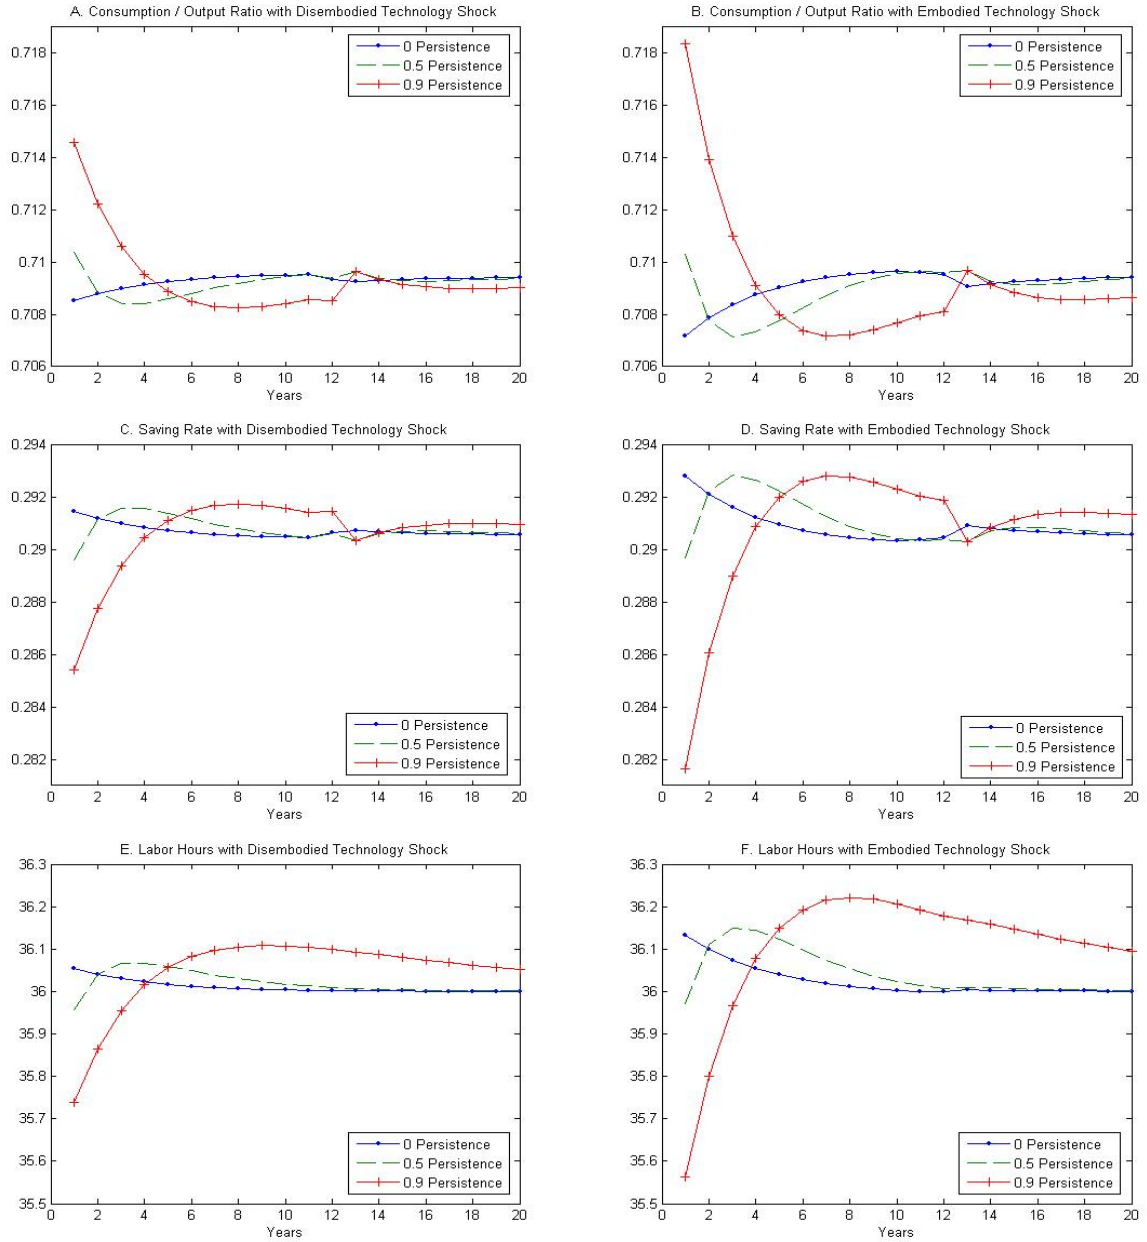 A. Consumption / Output Ratio with Disembodied Technology Shock
0.718
0.716
0.714
0.712
0.71
0.708
0.706
0 Persistence
0.5 Persistence
0.9 Persistence
0 2 4 6 8 10 12 14 16 18 20
Years
B. Consumption / Output Ratio with Embodied Technology Shock
0.718
0.716
0.714
0.712
0.71
0.708
0.706
0 Persistence
0.5 Persistence
0.9 Persistence
0 2 4 6 8 10 12 14 16 18 20
Years
C. Saving Rate with Disembodied Technology Shock
0.294
0.292
0.29
0.288
0.286
0.284
0.282
0 Persistence
0.5 Persistence
0.9 Persistence
0 2 4 6 8 10 12 14 16 18 20
Years
D. Saving Rate with Embodied Technology Shock
0.294
0.292
0.29
0.288
0.286
0.284
0.282
0 Persistence
0.5 Persistence
0.9 Persistence
0 2 4 6 8 10 12 14 16 18 20
Years
E. Labor Hours with Disembodied Technology Shock
36.3
36.2
36.1
36
35.9
35.8
35.7
35.6
35.5
0 Persistence
0.5 Persistence
0.9 Persistence
0 2 4 6 8 10 12 14 16 18 20
Years
F. Labor Hours with Embodied Technology Shock
36.3
36.2
36.1
36
35.9
35.8
35.7
35.6
35.5
0 Persistence
0.5 Persistence
0.9 Persistence
0 2 4 6 8 10 12 14 16 18 20
Years